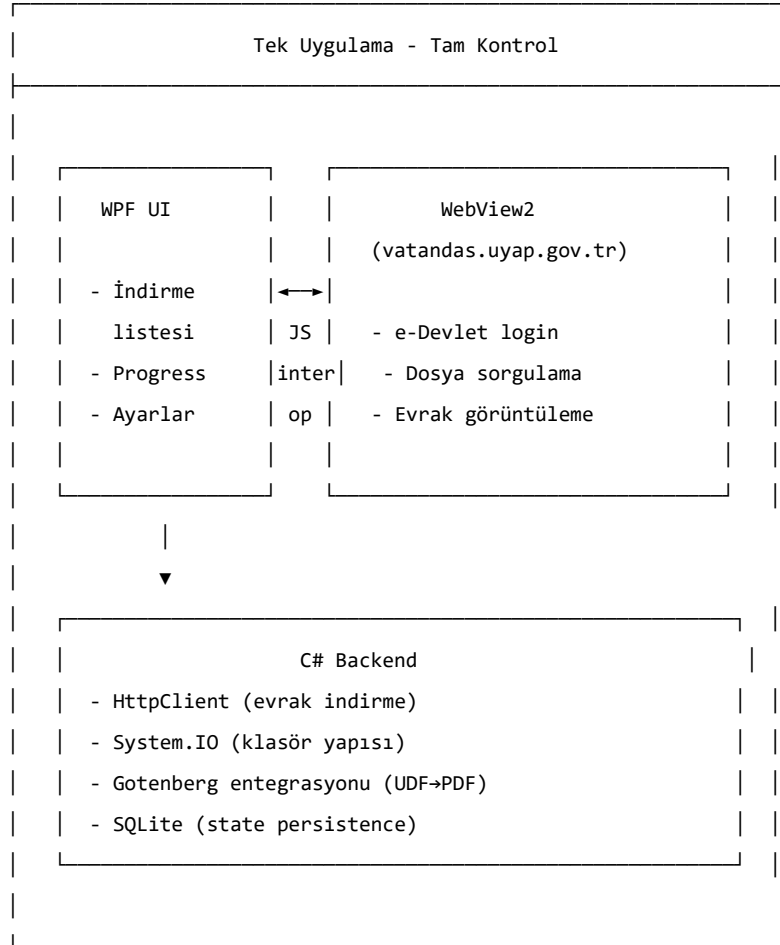 Tek Uygulama - Tam Kontrol
WPF UI WebView2
(vatandas.uyap.gov.tr)
- İndirme
listesi JS - e-Devlet login
- Progress inter - Dosya sorgulama
- Ayarlar op - Evrak görüntüleme
C# Backend
- HttpClient (evrak indirme)
- System.IO (klasör yapısı)
- Gotenberg entegrasyonu (UDF→PDF)
- SQLite (state persistence)